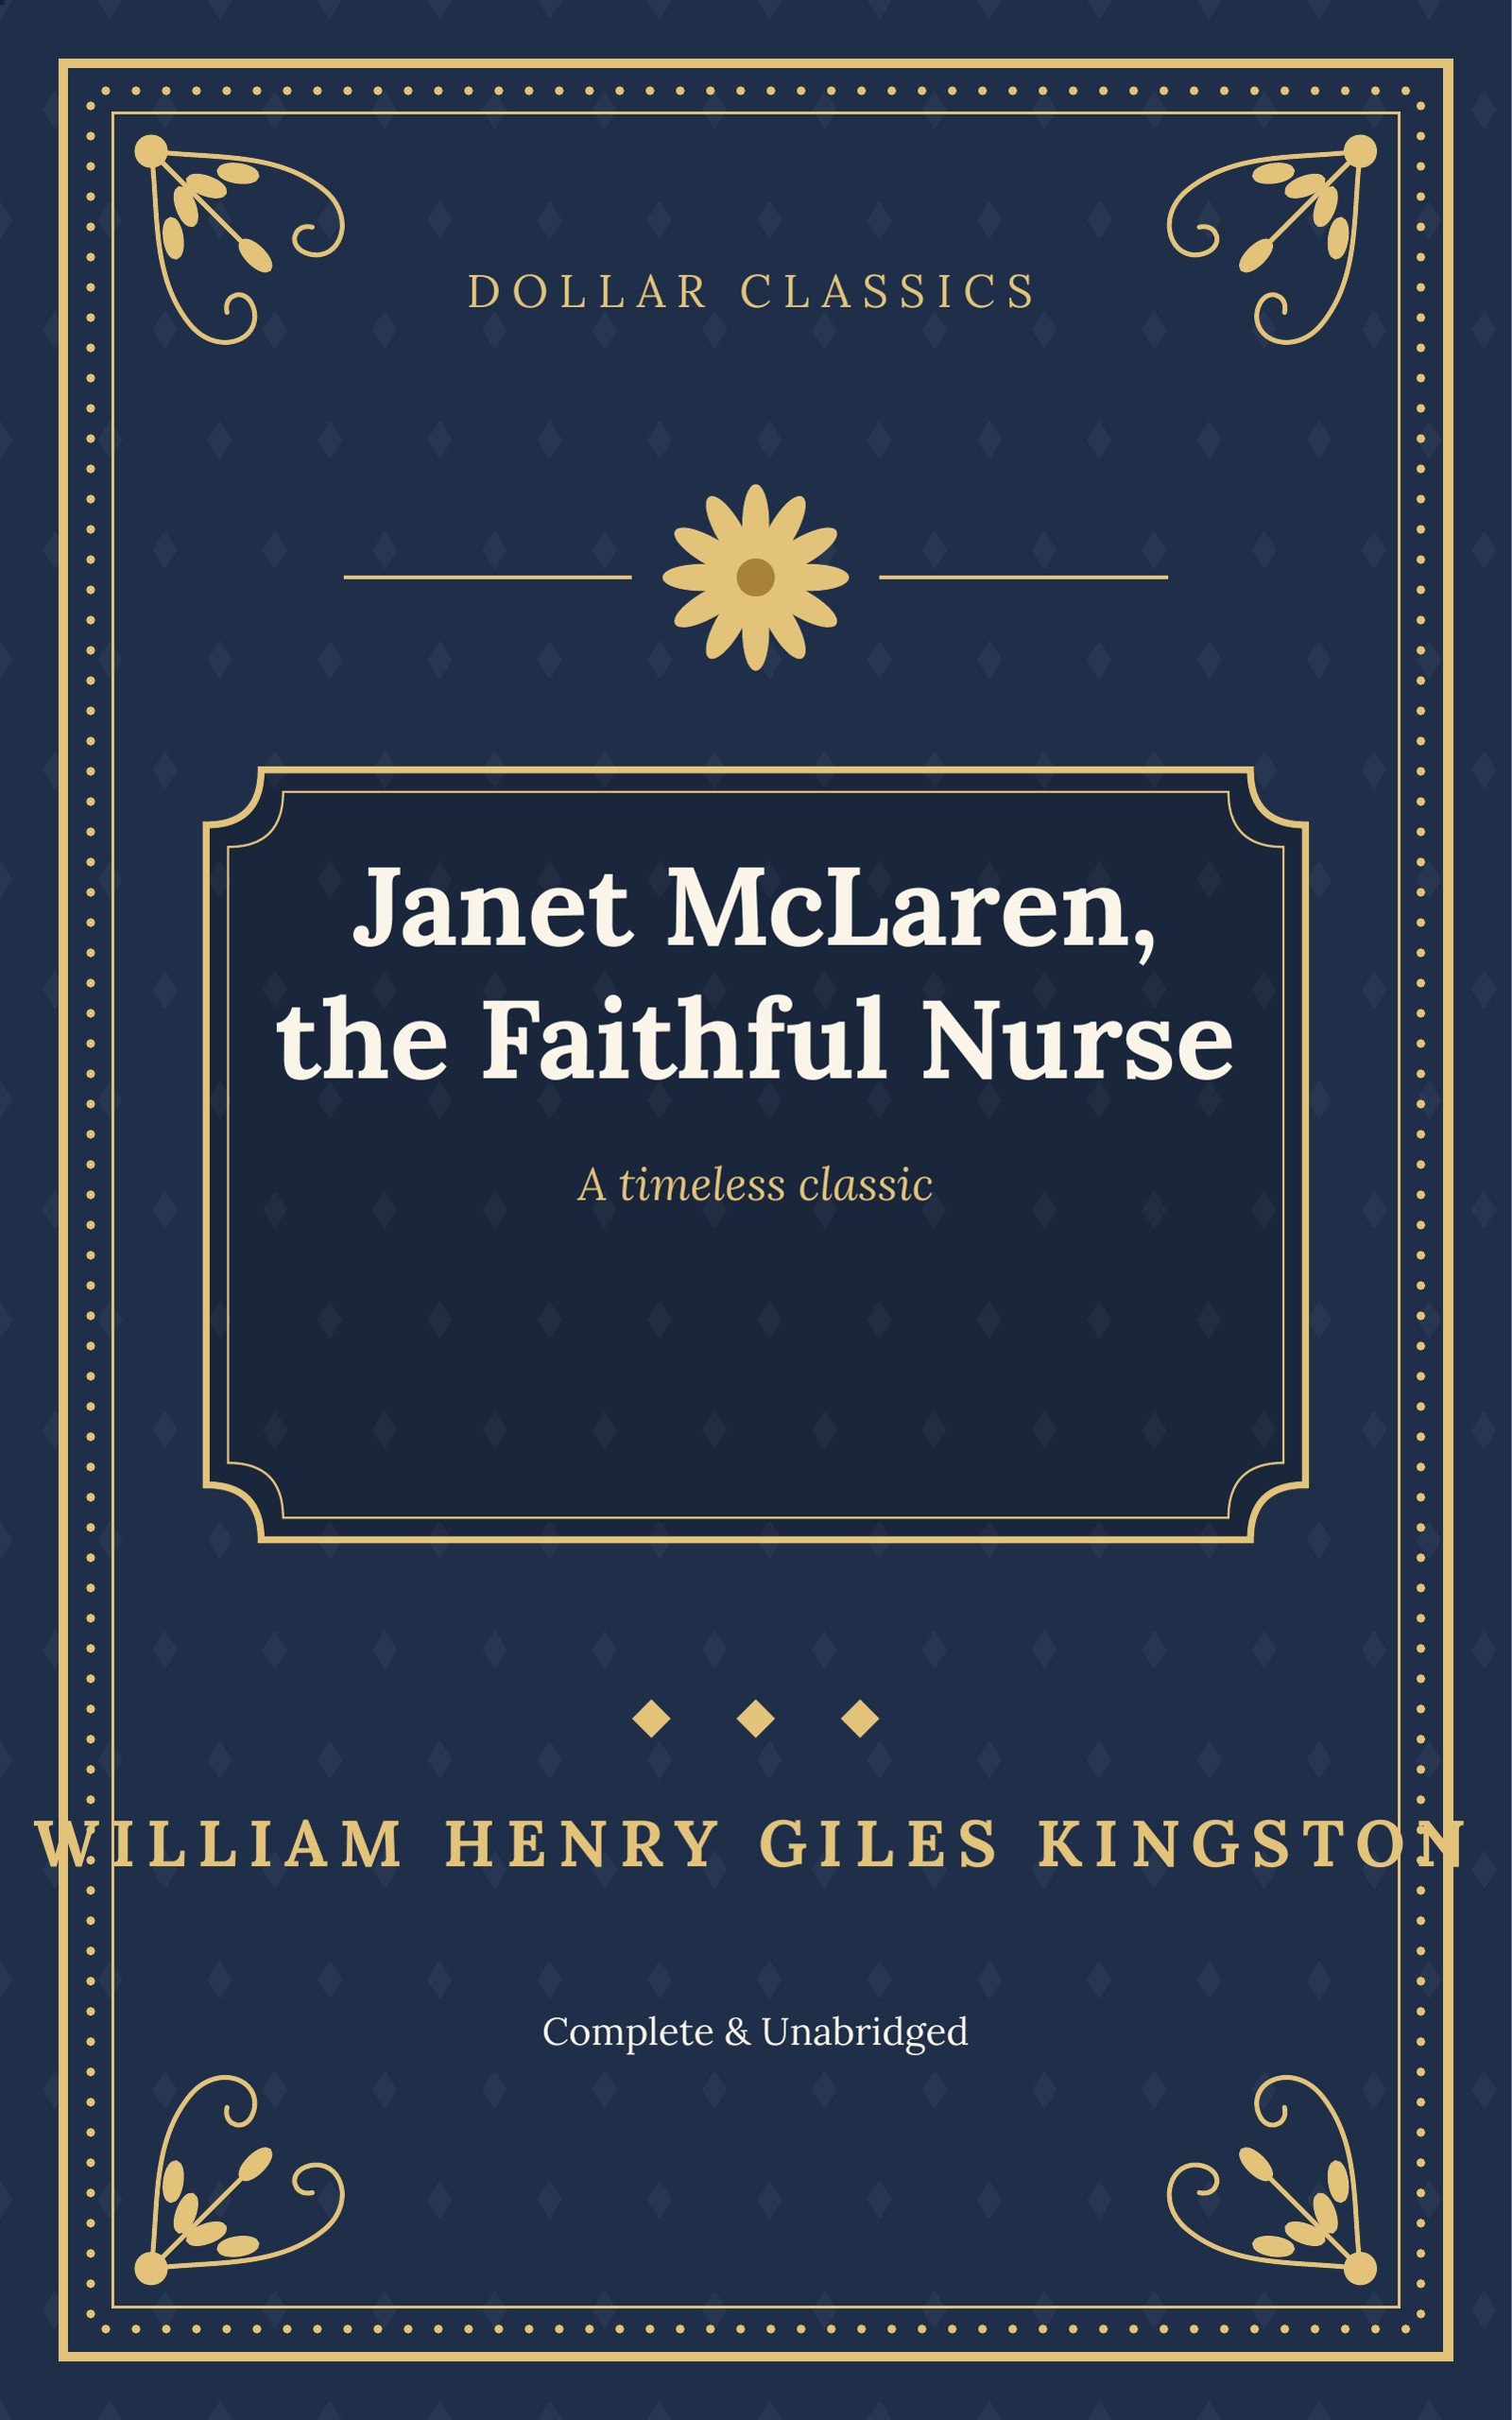 DOLLAR CLASSICS
Janet McLaren,
the Faithful Nurse
A timeless classic
WILLIAM HENRY GILES KINGSTON
Complete & Unabridged